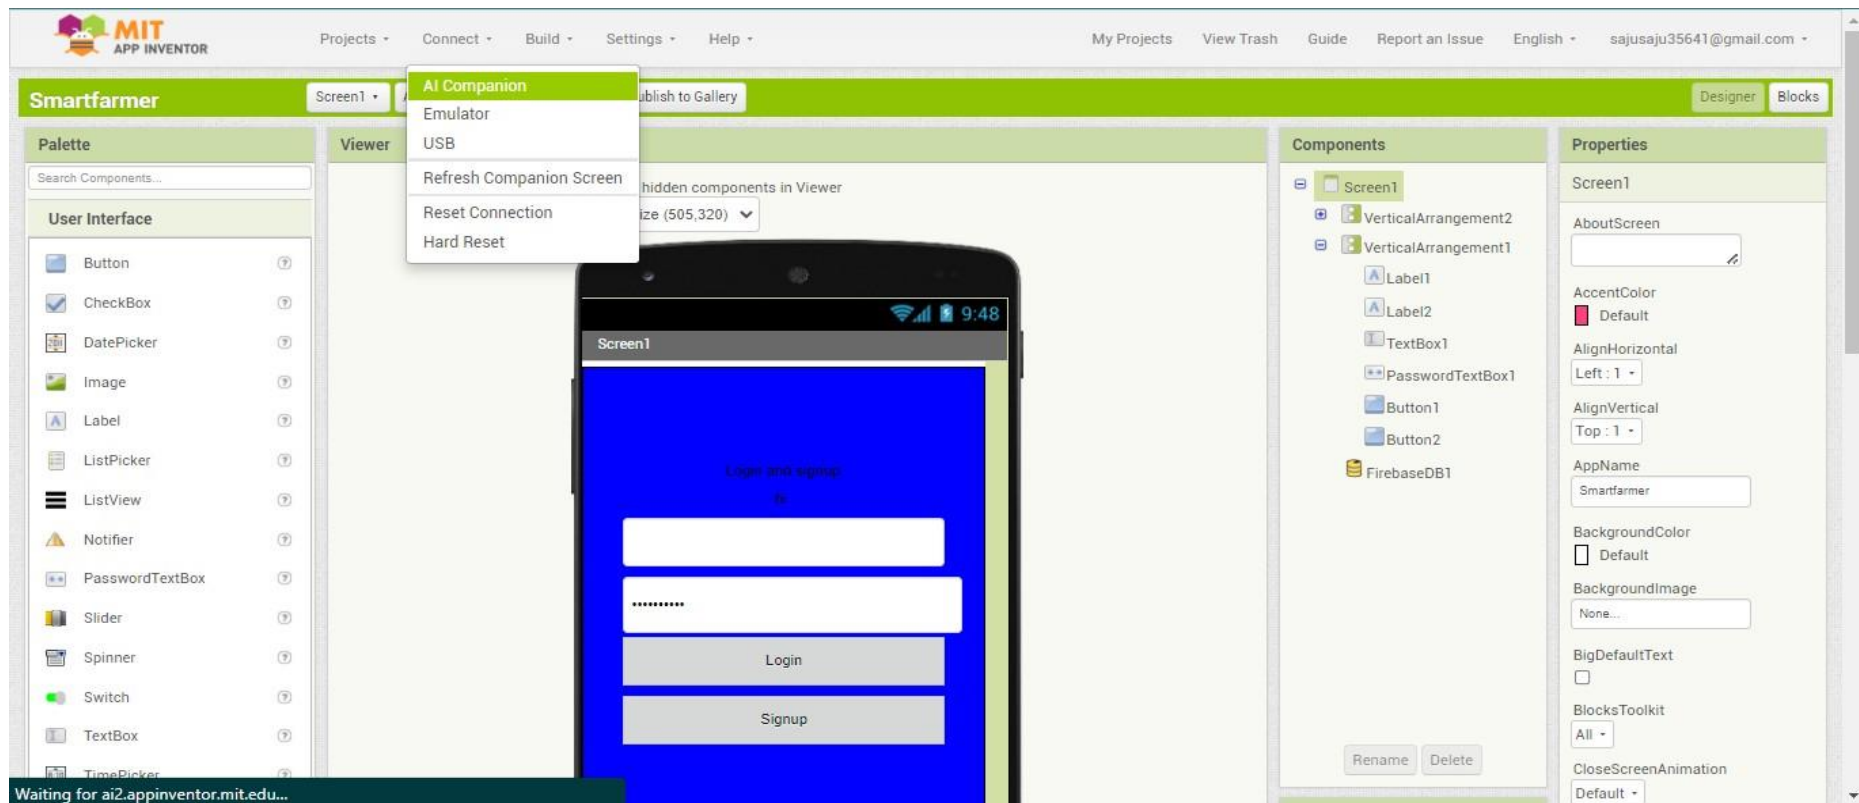 MIT
APP INVENTOR
Projects Connect Build Settings Help My Projects View Trash Guide Report an Issue English sajusaju35641@gmail.com
Smartfarmer Screen1 ublish to Gallery Designer Blocks
AI Companion
Emulator
USB
Refresh Companion Screen
Reset Connection
Hard Reset
Palette
Search Components...
User Interface
Button
CheckBox
DatePicker
Image
Label
ListPicker
ListView
Notifier
PasswordTextBox
Slider
Spinner
Switch
TextBox
TimePicker
Waiting for ai2.appinventor.mit.edu...
Viewer
hidden components in Viewer
ize (505,320)
9:48
Screen1
Login and signup
••••••••••
Login
Signup
Components
Screen1
VerticalArrangement2
VerticalArrangement1
Label1
Label2
TextBox1
PasswordTextBox1
Button1
Button2
FirebaseDB1
Rename Delete
Properties
Screen1
AboutScreen
AccentColor
Default
AlignHorizontal
Left : 1
AlignVertical
Top : 1
AppName
Smartfarmer
BackgroundColor
Default
BackgroundImage
None...
BigDefaultText
BlocksToolkit
All
CloseScreenAnimation
Default